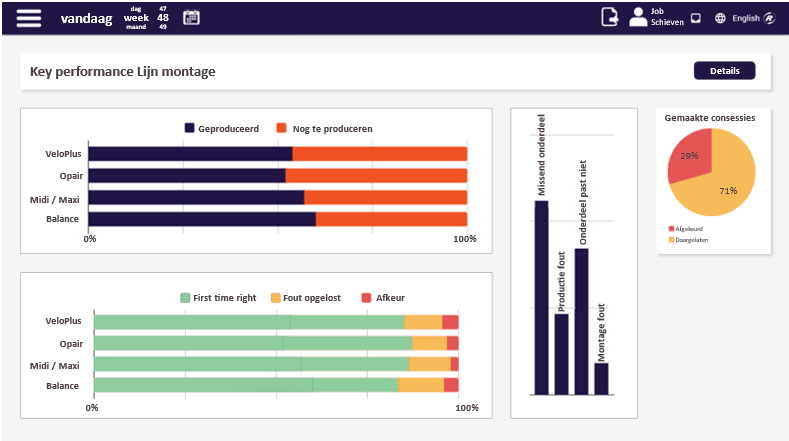 vandaag
dag 47
week 48
maand 49
Job
Schieven
English
Key performance Lijn montage
Details
Geproduceerd
Nog te produceren
VeloPlus
Opair
Midi / Maxi
Balance
0%
100%
First time right
Fout opgelost
Afkeur
VeloPlus
Opair
Midi / Maxi
Balance
0%
100%
Missend onderdeel
Productie fout
Onderdeel past niet
Montage fout
Gemaakte consessies
29%
71%
Afgekeurd
Doorgelaten